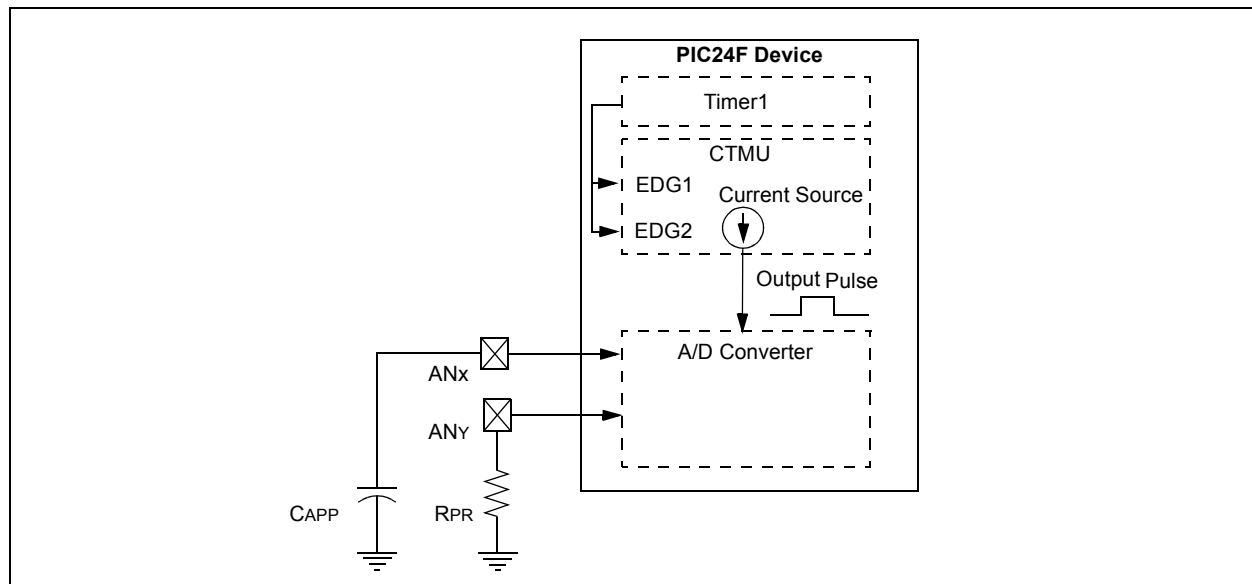 PIC24F Device
Timer1
CTMU
EDG1
Current Source
EDG2
Output Pulse
A/D Converter
ANx
ANY
CAPP
RPR